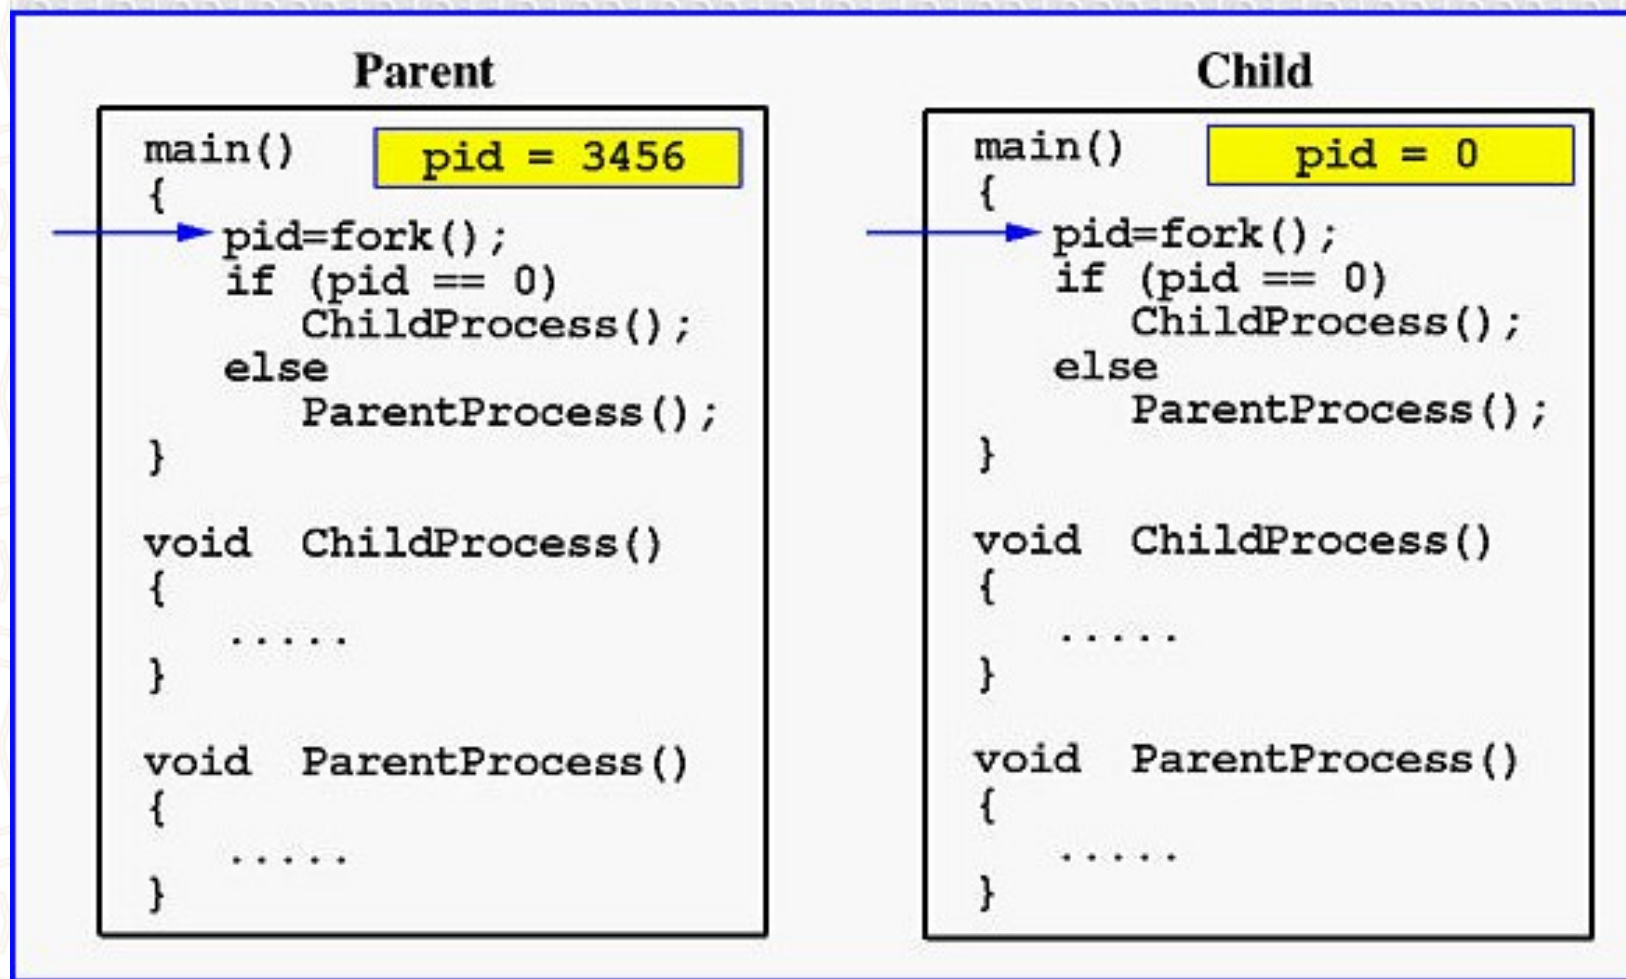 Parent
main()
pid = 3456
{
pid=fork();
if (pid == 0)
ChildProcess();
else
ParentProcess();
}
void ChildProcess()
{
.....
}
void ParentProcess()
{
.....
}
Child
main()
pid = 0
{
pid=fork();
if (pid == 0)
ChildProcess();
else
ParentProcess();
}
void ChildProcess()
{
.....
}
void ParentProcess()
{
.....
}